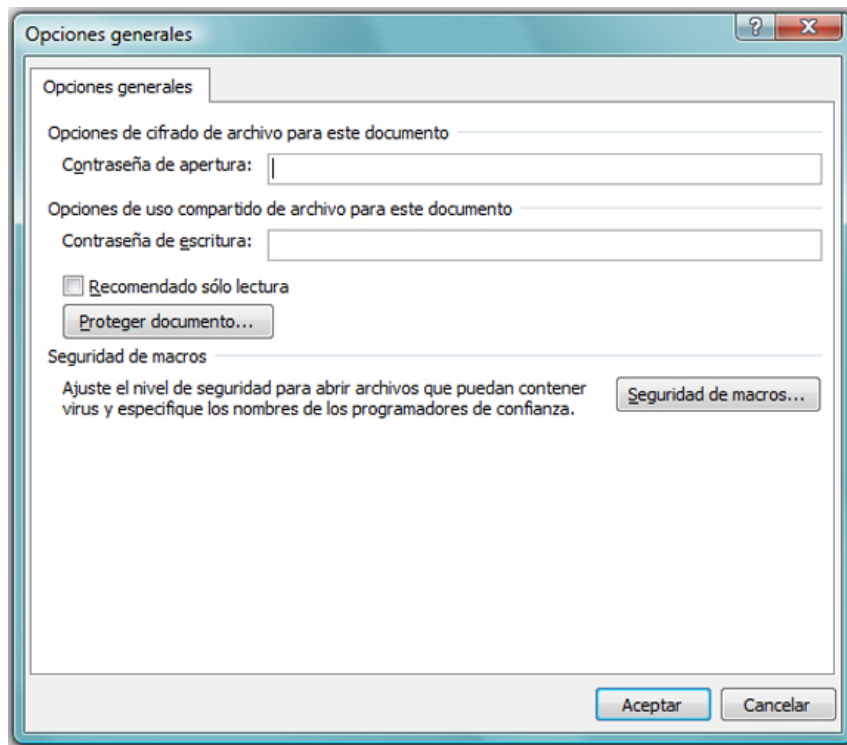 Opciones generales
Opciones generales
Opciones de cifrado de archivo para este documento
Contraseña de apertura:
Opciones de uso compartido de archivo para este documento
Contraseña de escritura:
Recomendado sólo lectura
Proteger documento...
Seguridad de macros
Ajuste el nivel de seguridad para abrir archivos que puedan contener
virus y especifique los nombres de los programadores de confianza.
Seguridad de macros...
Aceptar
Cancelar